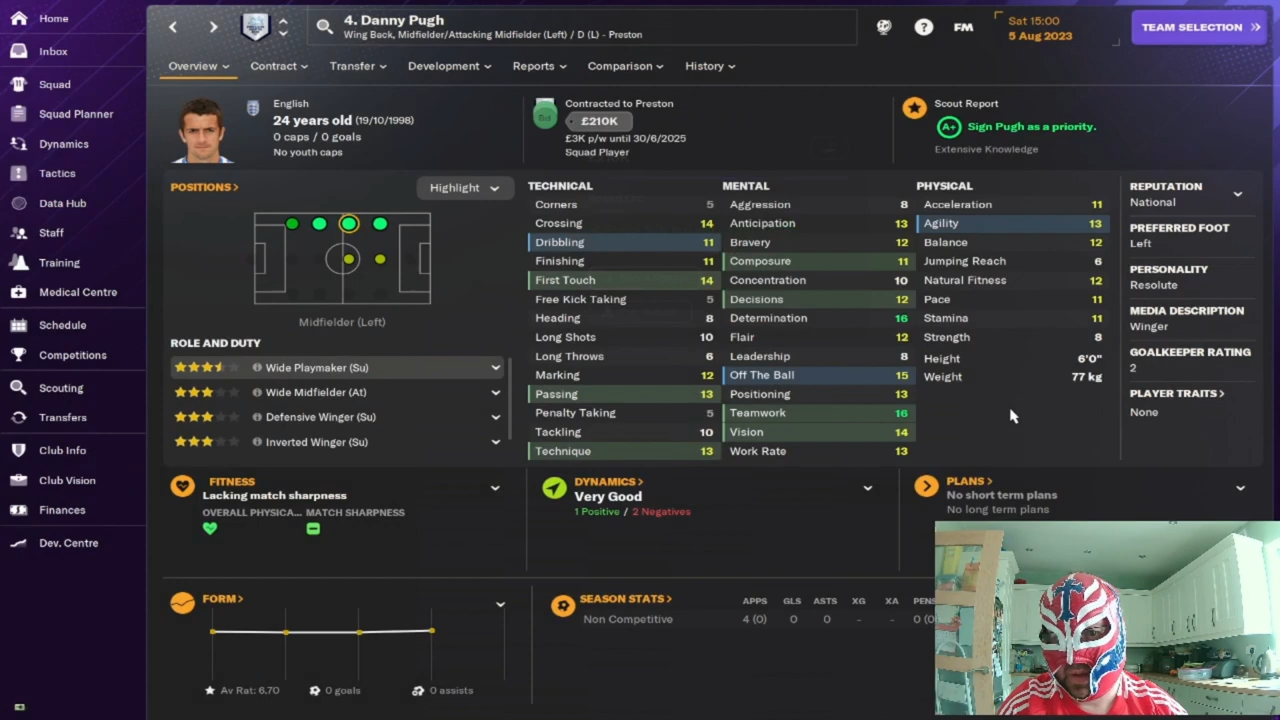 Home
Inbox
Squad
Squad Planner
Dynamics
Tactics
Data Hub
Staff
Training
Medical Centre
Schedule
Competitions
Scouting
Transfers
Club Info
Club Vision
Finances
Dev. Centre
4. Danny Pugh
Wing Back, Midfielder/Attacking Midfielder (Left) / D (L) - Preston
?
FM
Sat 15:00
5 Aug 2023
TEAM SELECTION
Overview
Contract
Transfer
Development
Reports
Comparison
History
English
24 years old (19/10/1998)
0 caps / 0 goals
No youth caps
Contracted to Preston
£210K
£3K p/w until 30/6/2025
Squad Player
Scout Report
A+ Sign Pugh as a priority.
Extensive Knowledge
POSITIONS>
Highlight
Midfielder (Left)
ROLE AND DUTY
Wide Playmaker (Su)
Wide Midfielder (At)
Defensive Winger (Su)
Inverted Winger (Su)
TECHNICAL
Corners 5
Crossing 14
Dribbling 11
Finishing 11
First Touch 14
Free Kick Taking 5
Heading 8
Long Shots 10
Long Throws 6
Marking 12
Passing 13
Penalty Taking 5
Tackling 10
Technique 13
MENTAL
Aggression 8
Anticipation 13
Bravery 12
Composure 11
Concentration 10
Decisions 12
Determination 16
Flair 12
Leadership 8
Off The Ball 15
Positioning 13
Teamwork 16
Vision 14
Work Rate 13
PHYSICAL
Acceleration 11
Agility 13
Balance 12
Jumping Reach 6
Natural Fitness 12
Pace 11
Stamina 11
Strength 8
Height 6'0"
Weight 77 kg
REPUTATION
National
PREFERRED FOOT
Left
PERSONALITY
Resolute
MEDIA DESCRIPTION
Winger
GOALKEEPER RATING
2
PLAYER TRAITS>
None
FITNESS
Lacking match sharpness
OVERALL PHYSICA... MATCH SHARPNESS
DYNAMICS>
Very Good
1 Positive / 2 Negatives
PLANS>
No short term plans
No long term plans
FORM>
Av Rat: 6.70
0 goals
0 assists
SEASON STATS> APPS GLS ASTS XG XA PENS
Non Competitive 4 (0) 0 0 - - 0 (0